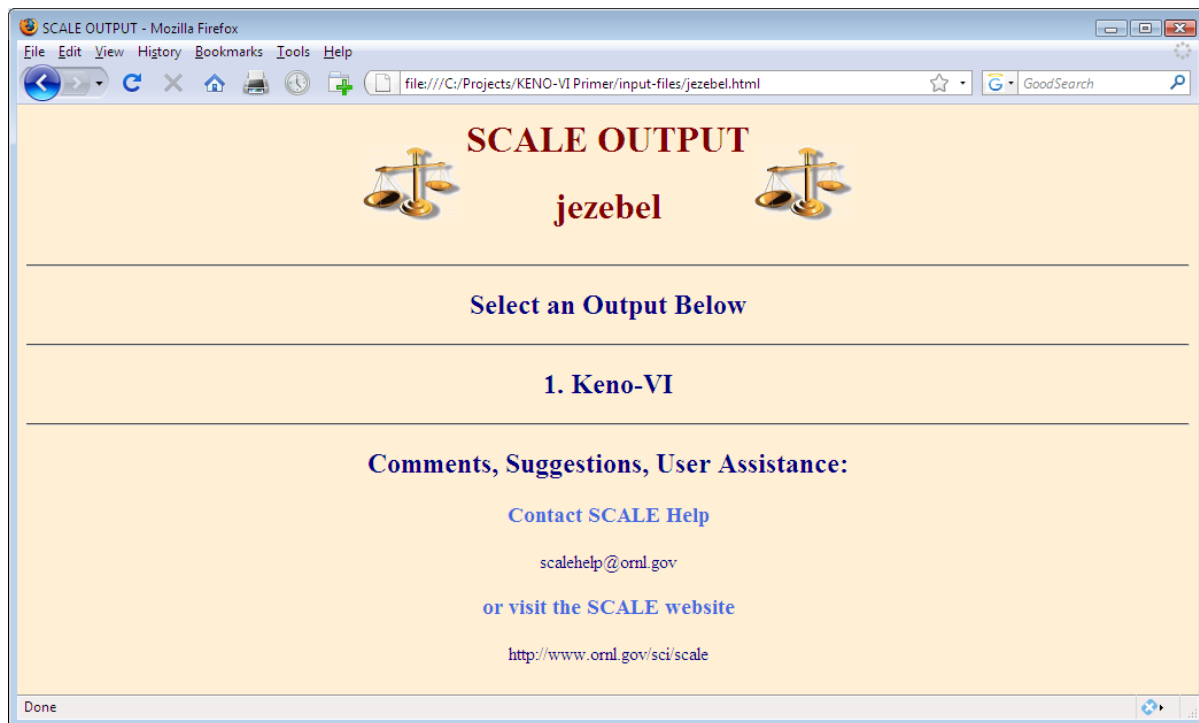 SCALE OUTPUT - Mozilla Firefox
File Edit View History Bookmarks Tools Help
file:///C:/Projects/KENO-VI Primer/input-files/jezebel.html
G GoodSearch
SCALE OUTPUT
jezebel
Select an Output Below
1. Keno-VI
Comments, Suggestions, User Assistance:
Contact SCALE Help
scalehelp@ornl.gov
or visit the SCALE website
http://www.ornl.gov/sci/scale
Done